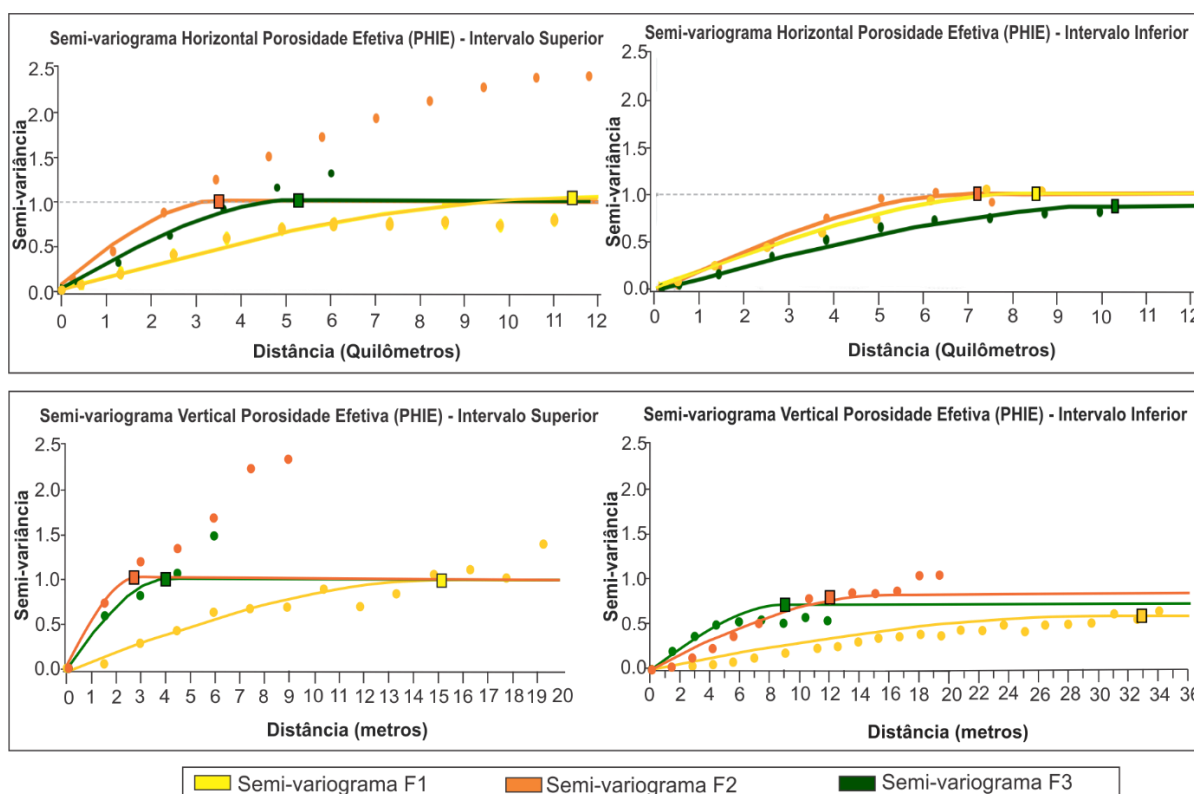 Semi-variograma Horizontal Porosidade Efetiva (PHIE) - Intervalo Superior
2.5
2.0
1.5
1.0
0.5
0.0
Semi-variância
0 1 2 3 4 5 6 7 8 9 10 11 12
Distância (Quilômetros)
Semi-variograma Horizontal Porosidade Efetiva (PHIE) - Intervalo Inferior
2.5
2.0
1.5
1.0
0.5
0.0
Semi-variância
0 1 2 3 4 5 6 7 8 9 10 11 12
Distância (Quilômetros)
Semi-variograma Vertical Porosidade Efetiva (PHIE) - Intervalo Superior
2.5
2.0
1.5
1.0
0.5
0.0
Semi-variância
0 1 2 3 4 5 6 7 8 9 10 11 12 13 14 15 16 17 18 19 20
Distância (metros)
Semi-variograma Vertical Porosidade Efetiva (PHIE) - Intervalo Inferior
2.5
2.0
1.5
1.0
0.5
0.0
Semi-variância
0 2 4 6 8 10 12 14 16 18 20 22 24 26 28 30 32 34 36
Distância (metros)
Semi-variograma F1 Semi-variograma F2 Semi-variograma F3